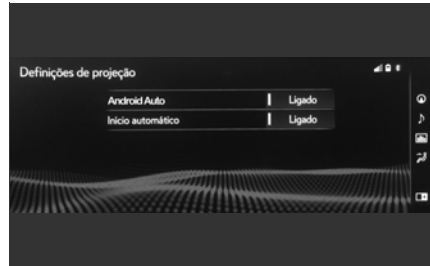 Definições de projeção
Android Auto
Ligado
Início automático
Ligado